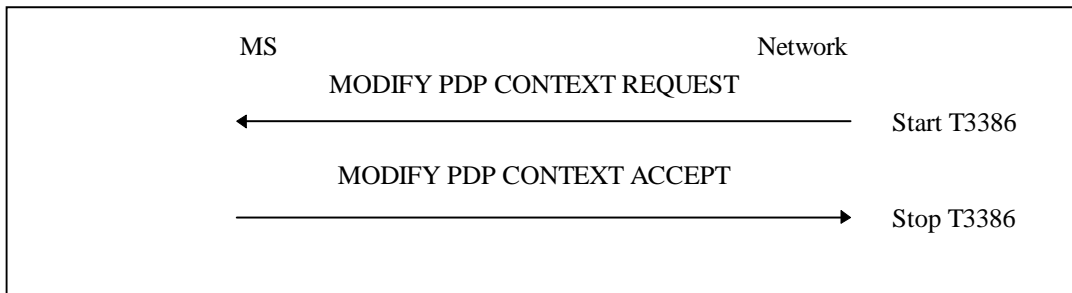 MS Network
MODIFY PDP CONTEXT REQUEST
Start T3386
MODIFY PDP CONTEXT ACCEPT
Stop T3386